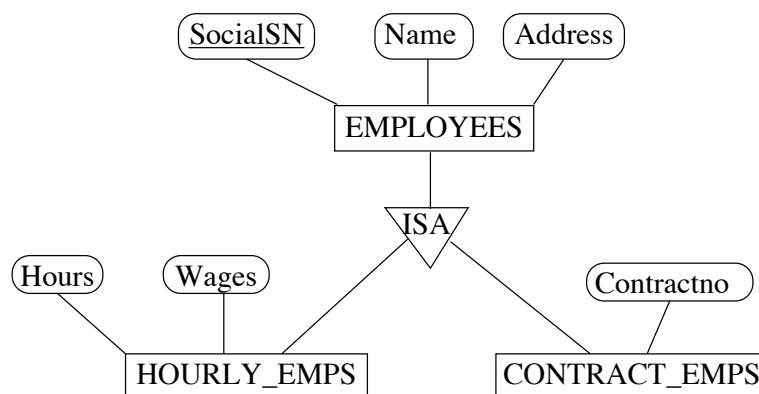 SocialSN Name Address
EMPLOYEES
ISA
Hours Wages Contractno
HOURLY_EMPS CONTRACT_EMPS